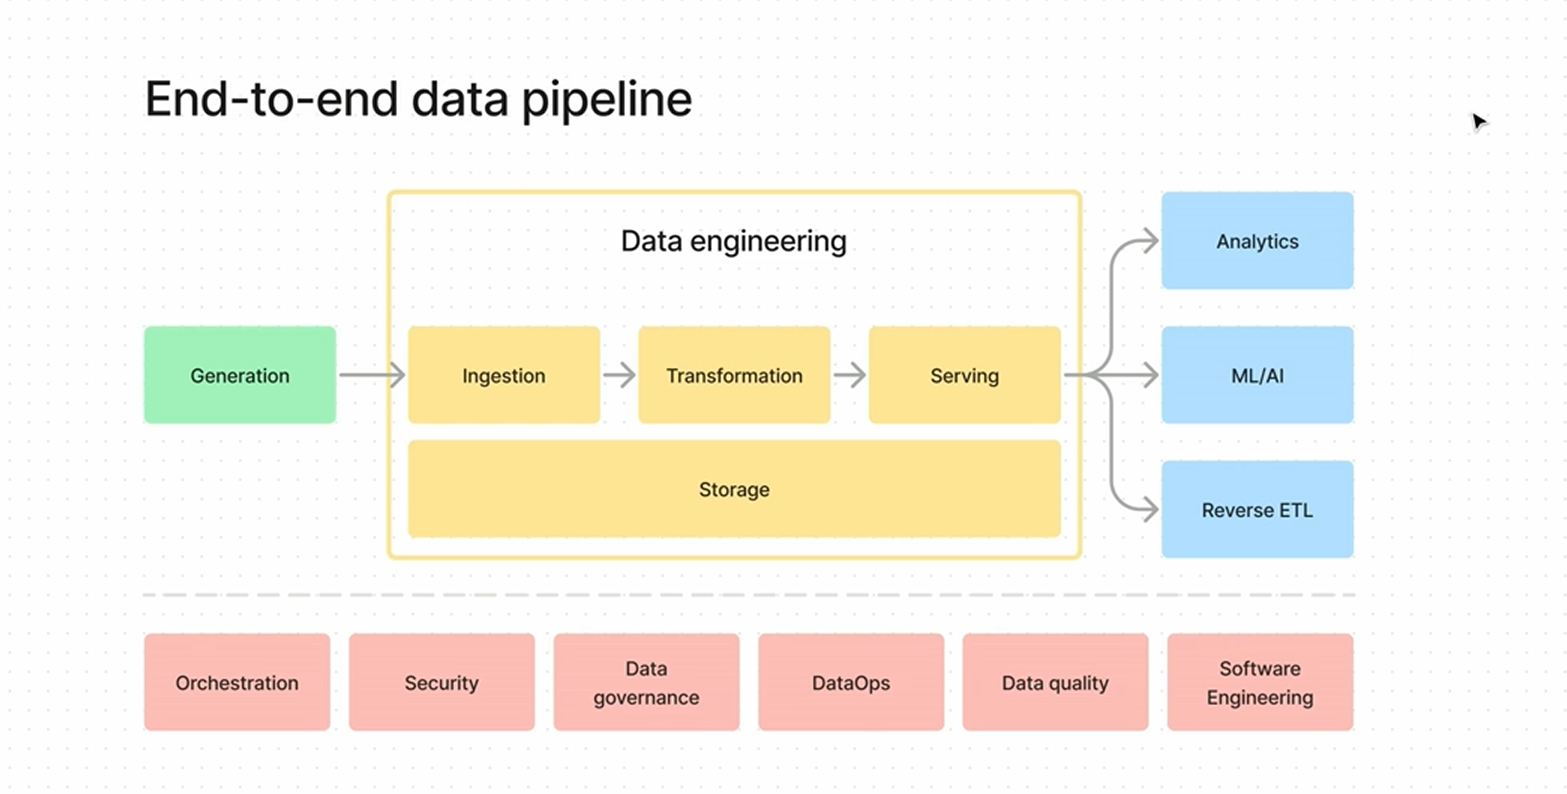 End-to-end data pipeline
Data engineering
Generation
Ingestion
Transformation
Serving
Storage
Analytics
ML/AI
Reverse ETL
Orchestration
Security
Data
governance
DataOps
Data quality
Software
Engineering